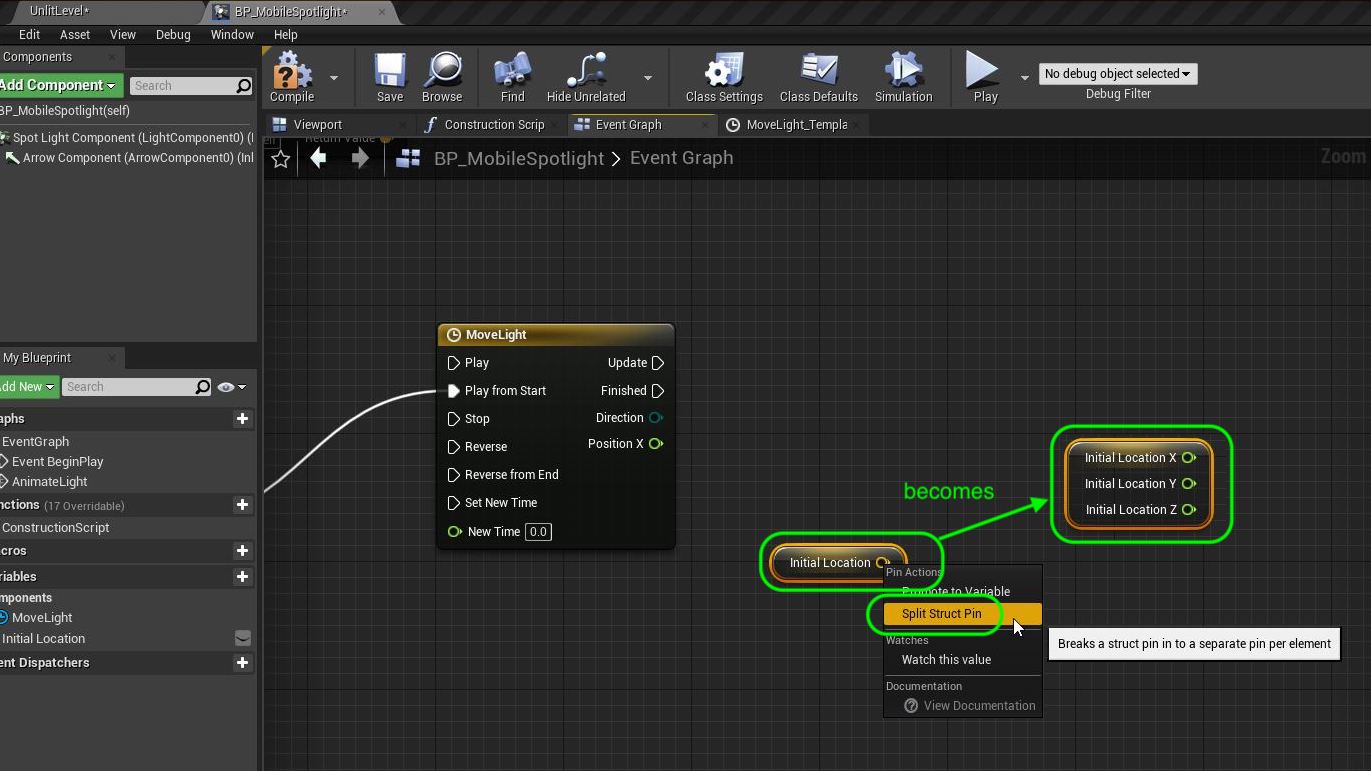 UnlitLevel*
BP_MobileSpotlight*
Edit Asset View Debug Window Help
Components
Add Component
Search
BP_MobileSpotlight(self)
Spot Light Component (LightComponent0) (I
Arrow Component (ArrowComponent0) (Inl
Compile
Save
Browse
Find
Hide Unrelated
Class Settings
Class Defaults
Simulation
Play
No debug object selected
Debug Filter
Viewport
Construction Scrip
Event Graph
MoveLight_Templa
Return Value
BP_MobileSpotlight > Event Graph
Zoom
My Blueprint
Add New
Search
aphs
EventGraph
Event BeginPlay
AnimateLight
nctions (17 Overridable)
ConstructionScript
acros
riables
mponents
MoveLight
Initial Location
ent Dispatchers
MoveLight
Play
Update
Play from Start
Finished
Stop
Direction
Reverse
Position X
Reverse from End
Set New Time
New Time 0.0
becomes
Initial Location X
Initial Location Y
Initial Location Z
Initial Location
Pin Actions
Promote to Variable
Split Struct Pin
Watches
Watch this value
Documentation
View Documentation
Breaks a struct pin in to a separate pin per element